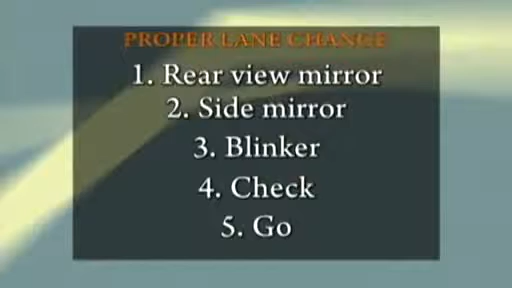 PROPER LANE CHANGE
1. Rear view mirror
2. Side mirror
3. Blinker
4. Check
5. Go